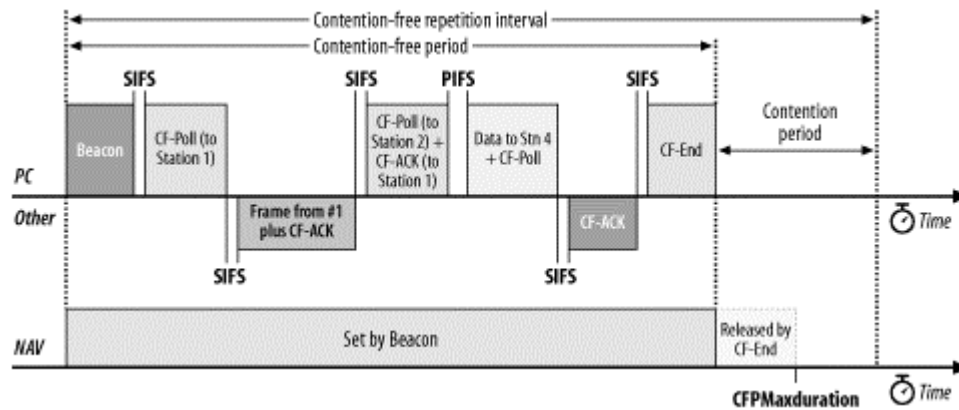 Contention-free repetition interval
Contention-free period
SIFS
SIFS
PIFS
SIFS
Beacon
CF-Poll (to
Station 1)
CF-Poll (to
Station 2) +
CF-ACK (to
Station 1)
Data to Stn 4
+ CF-Poll
CF-End
Contention
period
PC
Other
Frame from #1
plus CF-ACK
CF-ACK
Time
SIFS
SIFS
NAV
Set by Beacon
Released by
CF-End
CFPMaxduration
Time